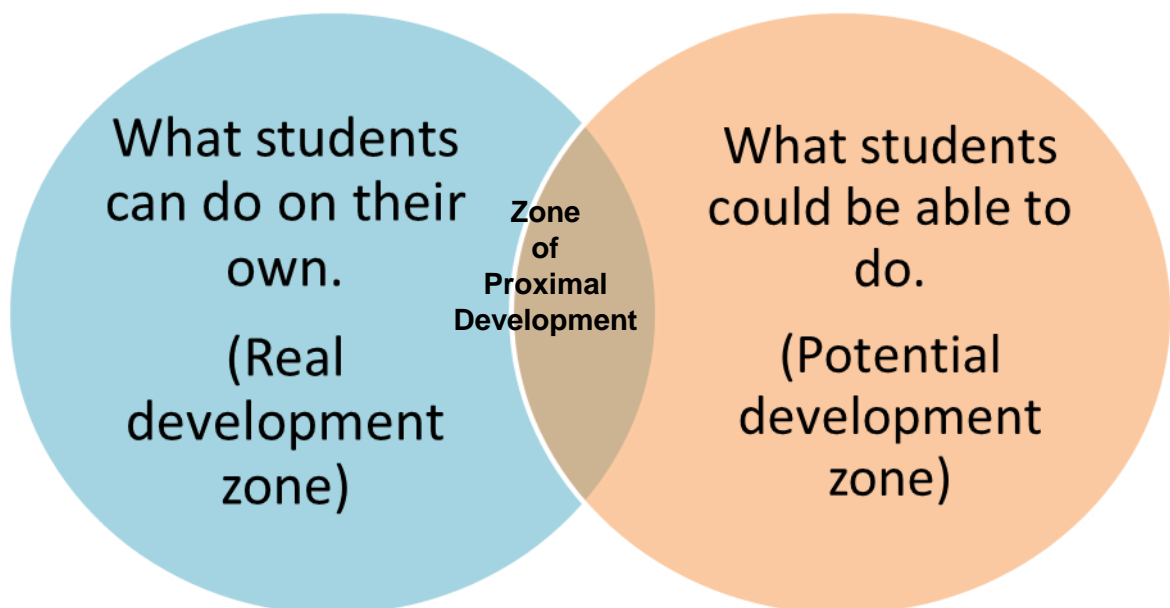 What students
can do on their
own.
(Real
development
zone)
Zone
of
Proximal
Development
What students
could be able to
do.
(Potential
development
zone)